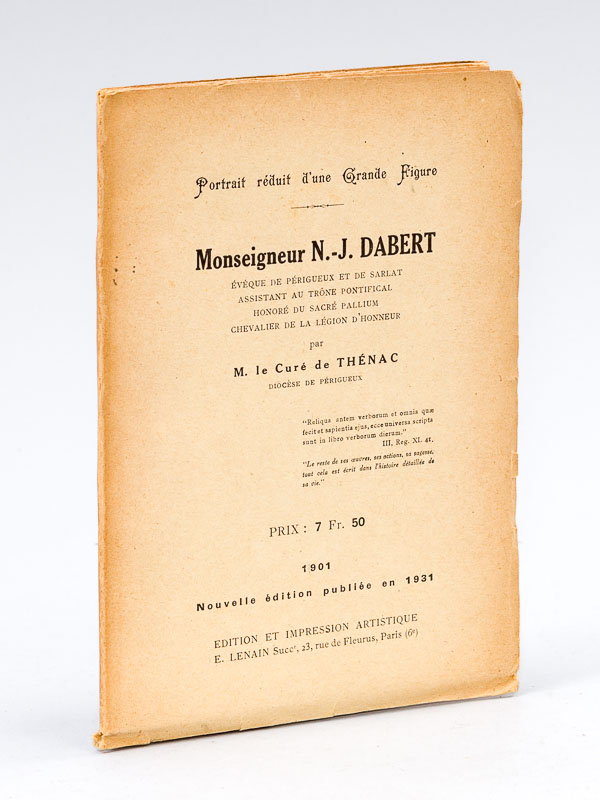 Portrait réduit d'une Grande Figure
Monseigneur N.-J. DABERT
ÉVÊQUE DE PÉRIGUEUX ET DE SARLAT
ASSISTANT AU TRÔNE PONTIFICAL
HONORÉ DU SACRÉ PALLIUM
CHEVALIER DE LA LÉGION D'HONNEUR
par
M. le Curé de THÉNAC
DIOCÈSE DE PÉRIGUEUX
"Reliqua antem verborum et omnia quæ
fecit et sapientia ejus, ecce universa scripta
sunt in libro verborum dierum."
III, Reg. XI. 41.
"Le reste de ses œuvres, ses actions, sa sagesse,
tout cela est écrit dans l'histoire détaillée de
sa vie."
PRIX : 7 Fr. 50
1901
Nouvelle édition publiée en 1931
EDITION ET IMPRESSION ARTISTIQUE
E. LENAIN Succr, 23, rue de Fleurus, Paris (6e)